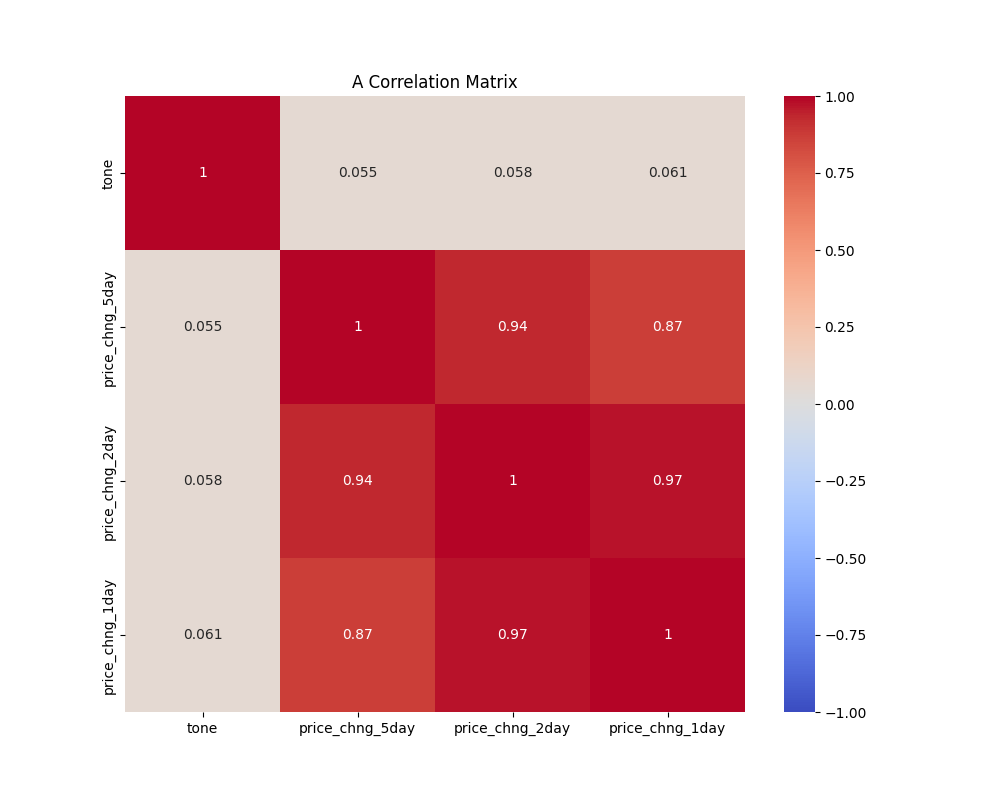 A Correlation Matrix
tone
1
0.055
0.058
0.061
1.00
0.75
0.50
0.25
0.00
−0.25
−0.50
−0.75
−1.00
price_chng_5day
0.055
1
0.94
0.87
price_chng_2day
0.058
0.94
1
0.97
price_chng_1day
0.061
0.87
0.97
1
tone
price_chng_5day
price_chng_2day
price_chng_1day